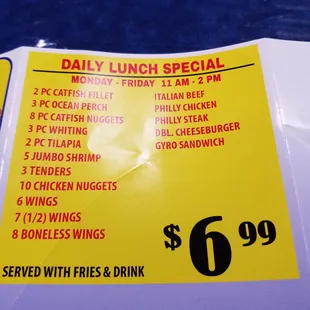 DAILY LUNCH SPECIAL
MONDAY - FRIDAY 11 AM - 2 PM
2 PC CATFISH FILLET
3 PC OCEAN PERCH
8 PC CATFISH NUGGETS
3 PC WHITING
2 PC TILAPIA
5 JUMBO SHRIMP
3 TENDERS
10 CHICKEN NUGGETS
6 WINGS
7 (1/2) WINGS
8 BONELESS WINGS
ITALIAN BEEF
PHILLY CHICKEN
PHILLY STEAK
DBL. CHEESEBURGER
GYRO SANDWICH
$6 99
SERVED WITH FRIES & DRINK